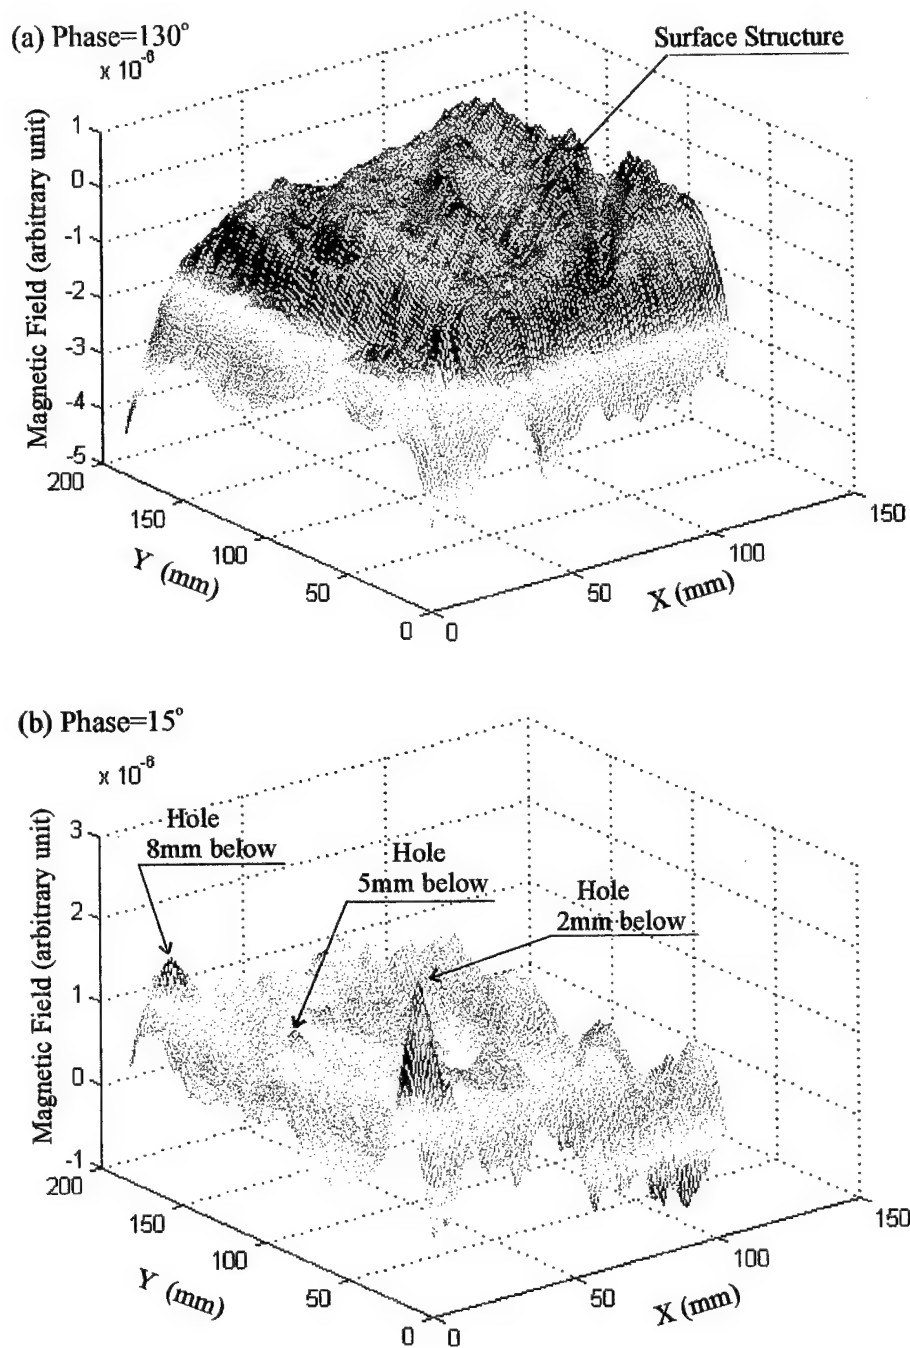 (a) Phase=130°
x 10⁻⁶
Surface Structure
Magnetic Field (arbitrary unit)
1
0
-1
-2
-3
-4
-5
200
150
100
50
0
Y (mm)
0
50
100
150
X (mm)
(b) Phase=15°
x 10⁻⁶
Hole
8mm below
Hole
5mm below
Hole
2mm below
Magnetic Field (arbitrary unit)
3
2
1
0
-1
200
150
100
50
0
Y (mm)
0
50
100
150
X (mm)